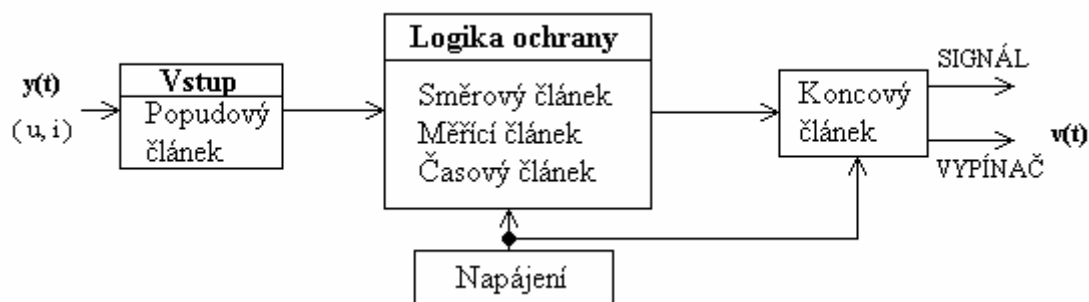 y(t)
( u, i )
Vstup
Popudový
článek
Logika ochrany
Směrový článek
Měřící článek
Časový článek
Koncový
článek
SIGNÁL
VYPÍNAČ
v(t)
Napájení